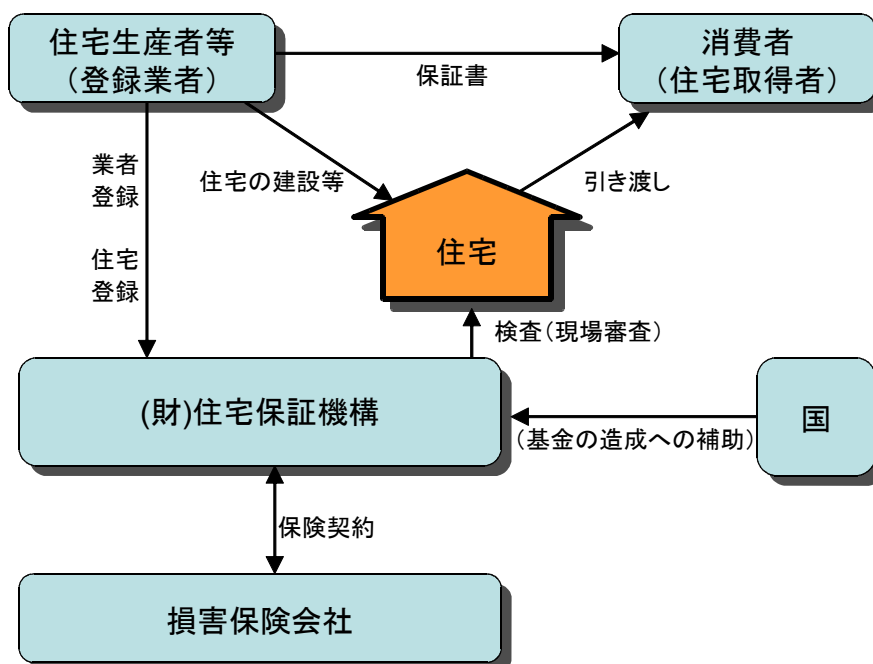 住宅生産者等
（登録業者）
消費者
（住宅取得者）
保証書
業者
登録
住宅
登録
住宅の建設等
引き渡し
住宅
検査（現場審査）
(財)住宅保証機構
国
（基金の造成への補助）
保険契約
損害保険会社